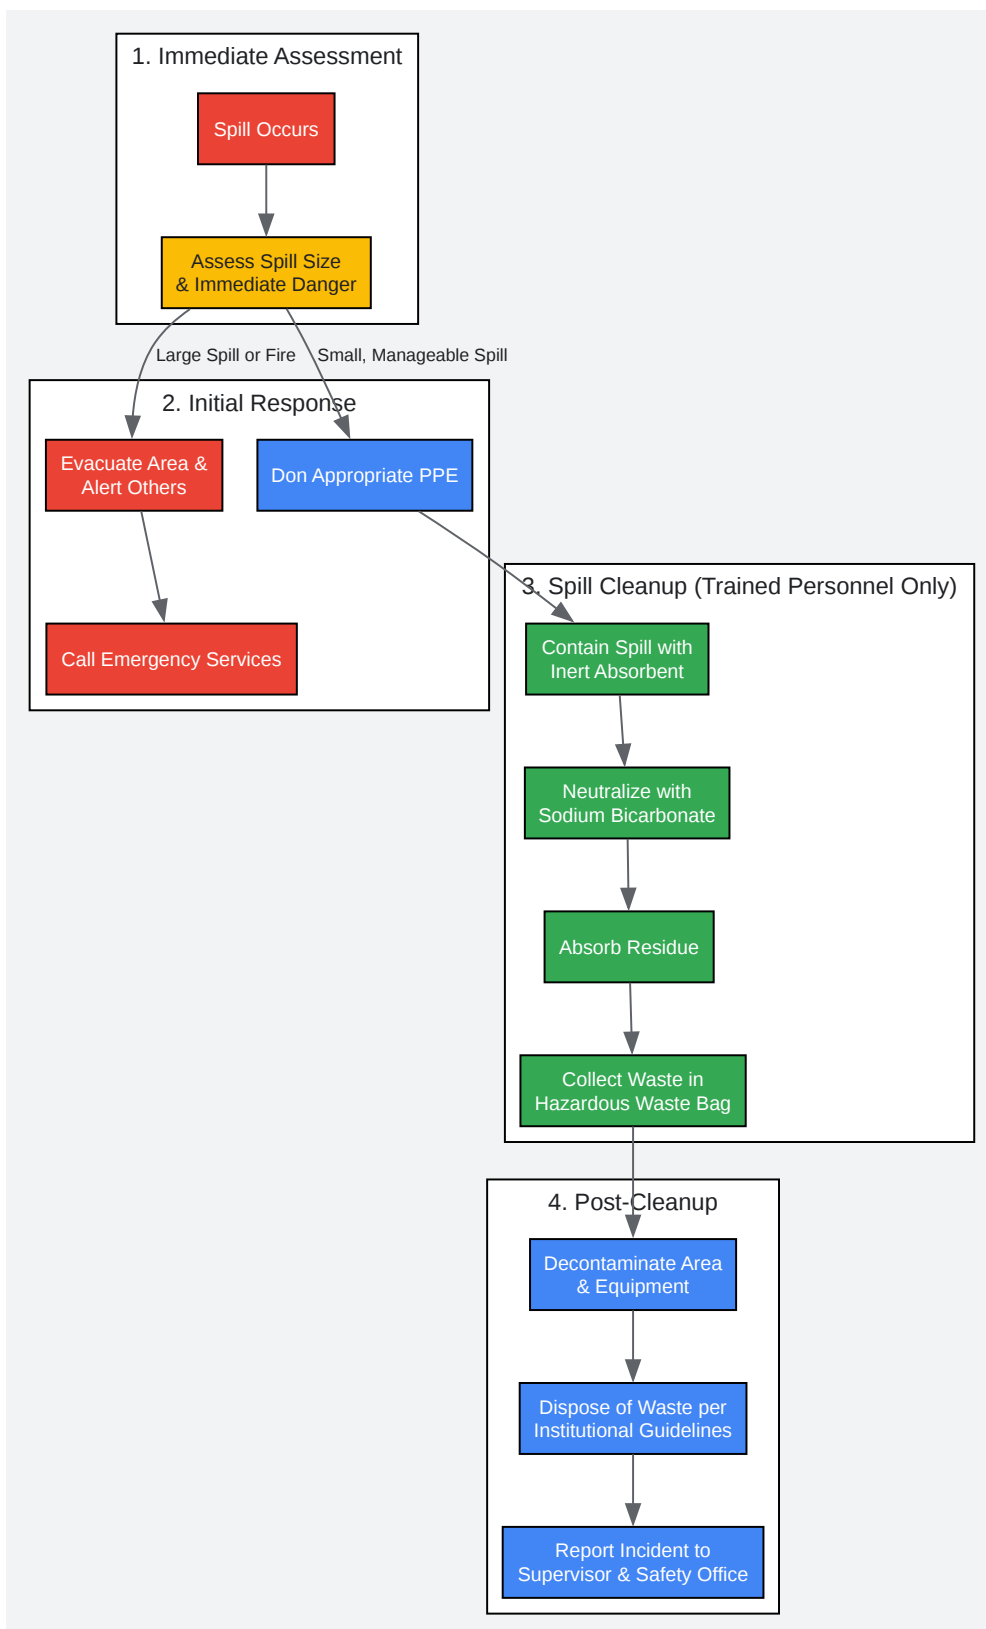 1. Immediate Assessment
Spill Occurs
Assess Spill Size
& Immediate Danger
Large Spill or Fire
Small, Manageable Spill
2. Initial Response
Evacuate Area &
Alert Others
Don Appropriate PPE
Call Emergency Services
3. Spill Cleanup (Trained Personnel Only)
Contain Spill with
Inert Absorbent
Neutralize with
Sodium Bicarbonate
Absorb Residue
Collect Waste in
Hazardous Waste Bag
4. Post-Cleanup
Decontaminate Area
& Equipment
Dispose of Waste per
Institutional Guidelines
Report Incident to
Supervisor & Safety Office